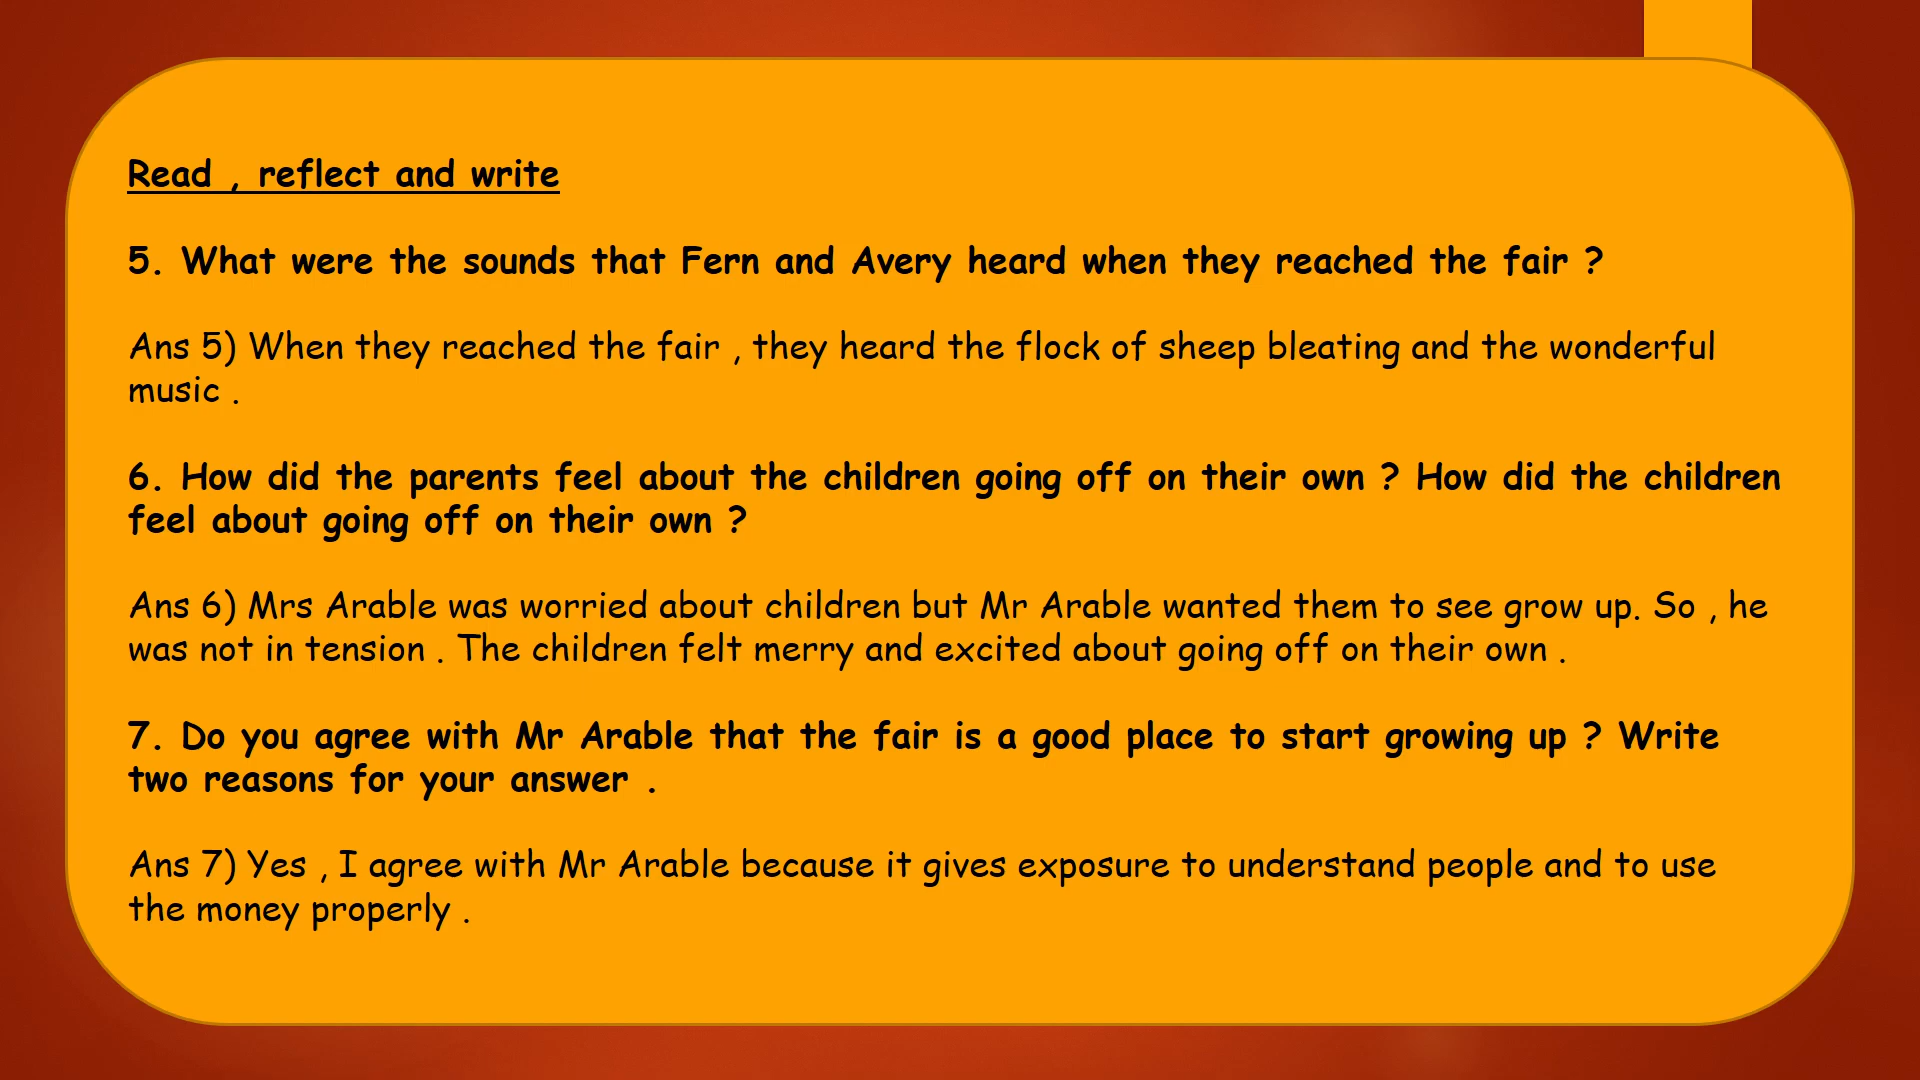 Read , reflect and write
5. What were the sounds that Fern and Avery heard when they reached the fair ?
Ans 5) When they reached the fair , they heard the flock of sheep bleating and the wonderful
music .
6. How did the parents feel about the children going off on their own ? How did the children
feel about going off on their own ?
Ans 6) Mrs Arable was worried about children but Mr Arable wanted them to see grow up. So , he
was not in tension . The children felt merry and excited about going off on their own .
7. Do you agree with Mr Arable that the fair is a good place to start growing up ? Write
two reasons for your answer .
Ans 7) Yes , I agree with Mr Arable because it gives exposure to understand people and to use
the money properly .